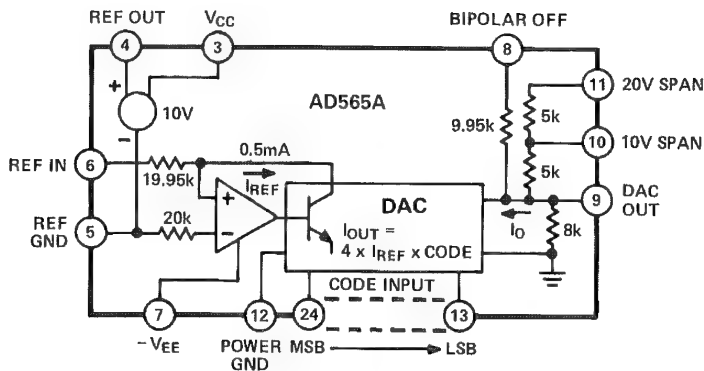 REF OUT VCC BIPOLAR OFF
4 3 8
11 20V SPAN
+ 10V AD565A 5k
9.95k
− 10 10V SPAN
0.5mA
REF IN 6 5k
19.95k IREF
+ DAC 9 DAC OUT
REF GND 5 20k − IOUT = 4 x IREF x CODE IO 8k
CODE INPUT
7 12 24 13
−VEE POWER GND MSB LSB